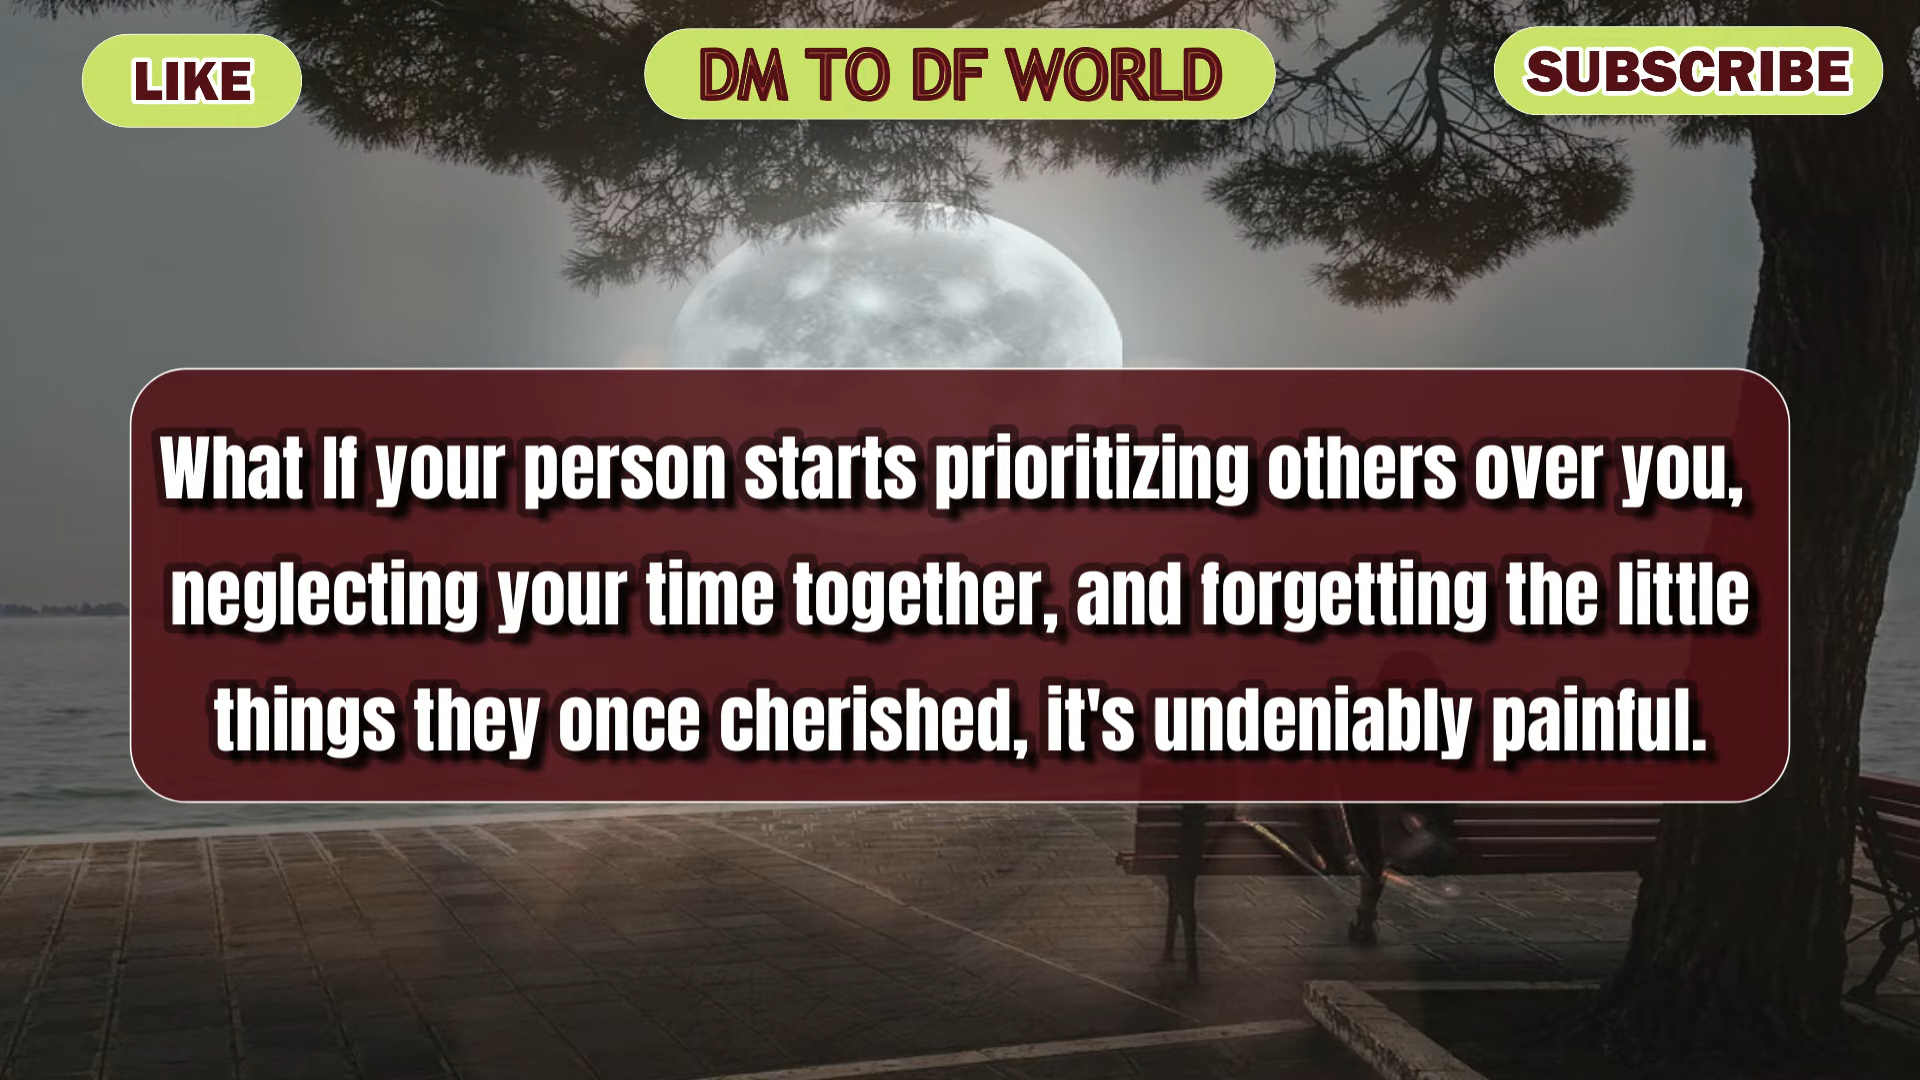 LIKE
DM TO DF WORLD
SUBSCRIBE
What If your person starts prioritizing others over you,
neglecting your time together, and forgetting the little
things they once cherished, it's undeniably painful.